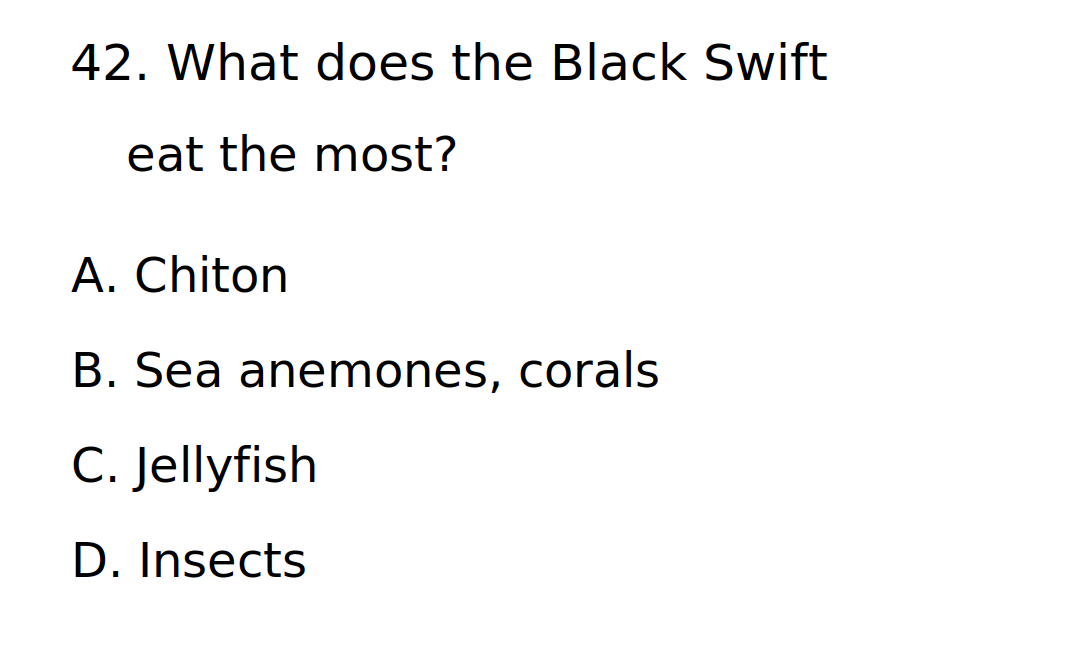 42. What does the Black Swift
eat the most?
A. Chiton
B. Sea anemones, corals
C. Jellyfish
D. Insects